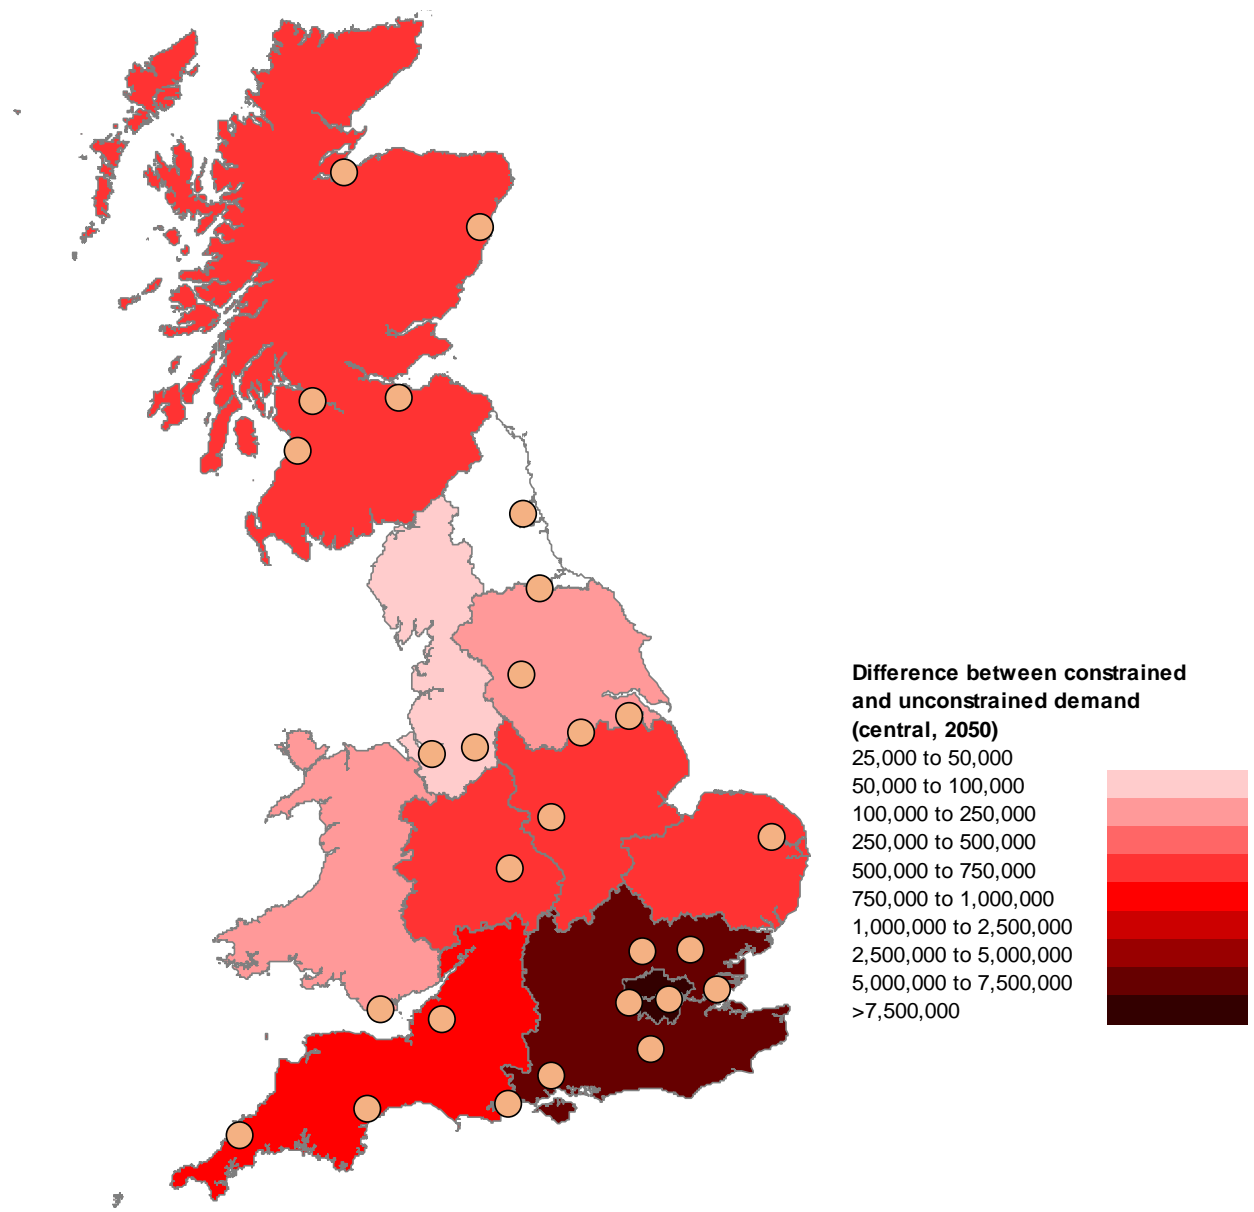 Difference between constrained
and unconstrained demand
(central, 2050)
25,000 to 50,000
50,000 to 100,000
100,000 to 250,000
250,000 to 500,000
500,000 to 750,000
750,000 to 1,000,000
1,000,000 to 2,500,000
2,500,000 to 5,000,000
5,000,000 to 7,500,000
>7,500,000